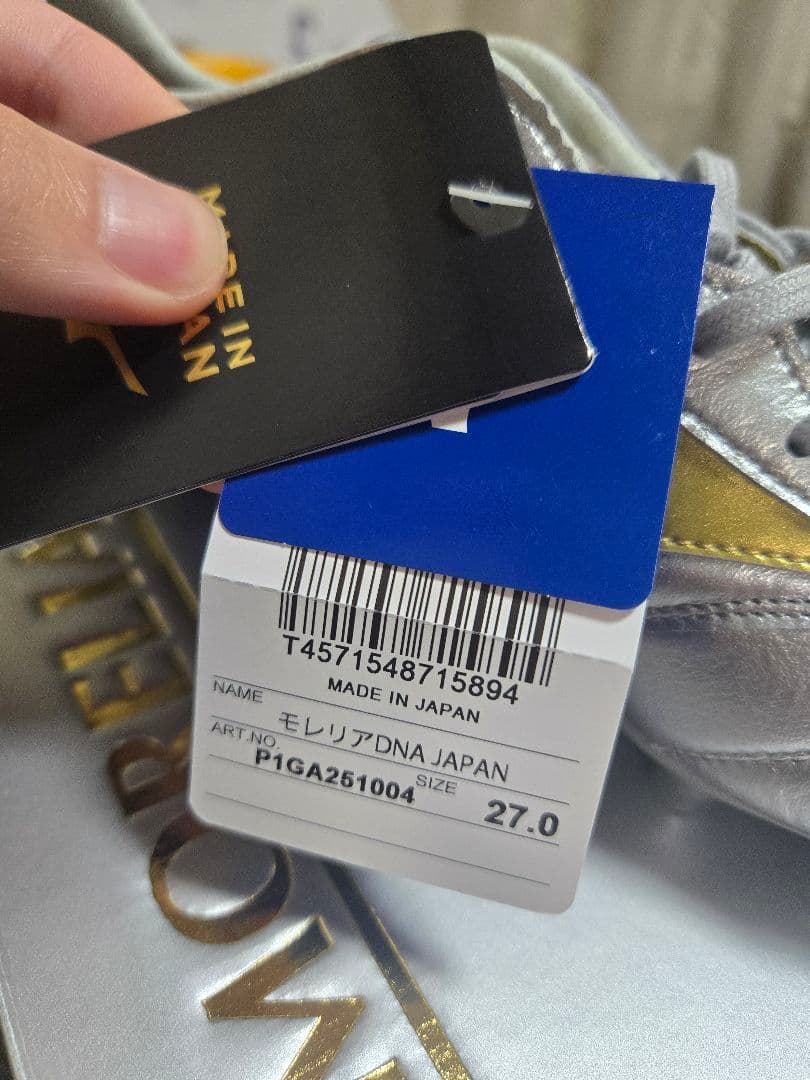 MADE IN
JAPAN
T4571548715894
MADE IN JAPAN
NAME
モレリアDNA JAPAN
ART.NO.
P1GA251004
SIZE
27.0
MORELIA